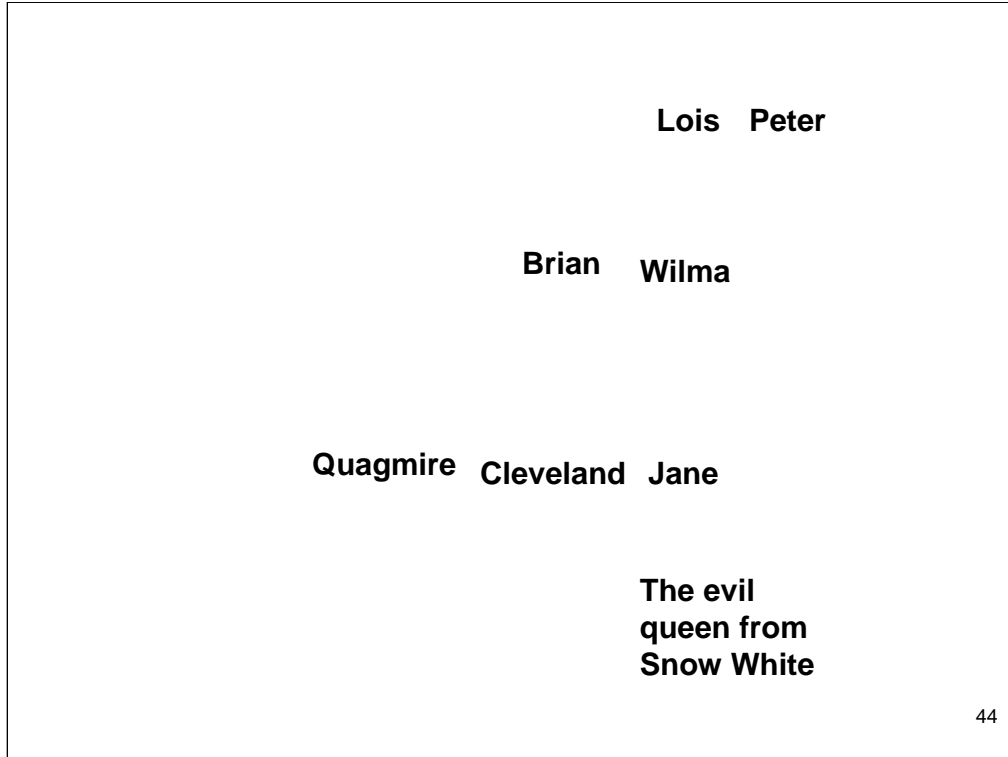 Lois Peter
Brian Wilma
Quagmire Cleveland Jane
The evil
queen from
Snow White
44